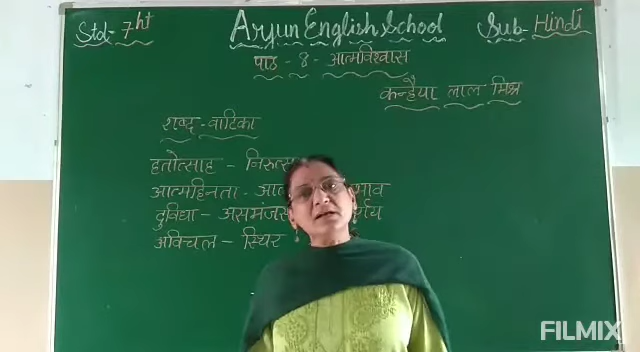 Std:- 7ht Arjun English School Sub- Hindi
पाठ - 8 - आत्मविश्वास
कन्हैया लाल मिश्र
शब्द - वाटिका
हतोत्साह -
आत्महिनता -
दुविधा - असमंजस
अविचल - स्थिर
FILMIX